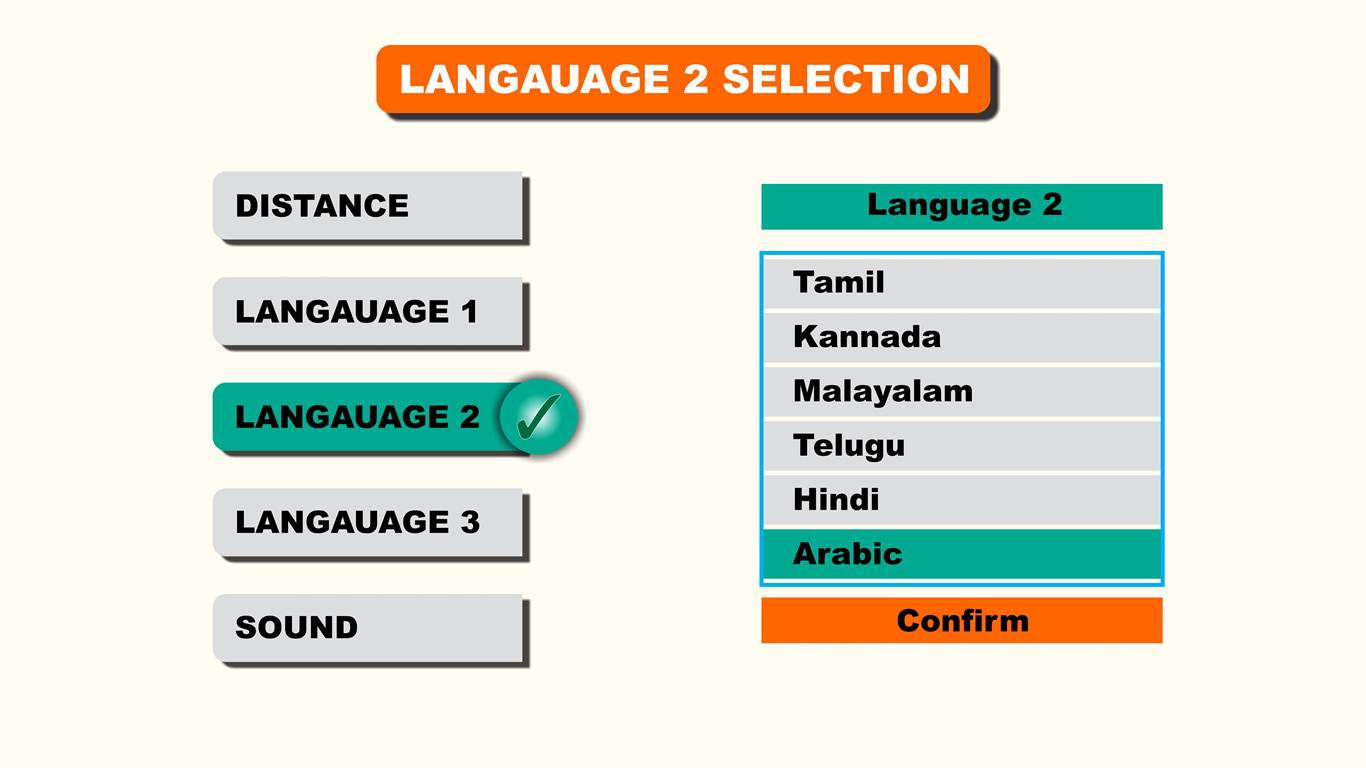 LANGAUAGE 2 SELECTION
DISTANCE
LANGAUAGE 1
LANGAUAGE 2
LANGAUAGE 3
SOUND
Language 2
Tamil
Kannada
Malayalam
Telugu
Hindi
Arabic
Confirm